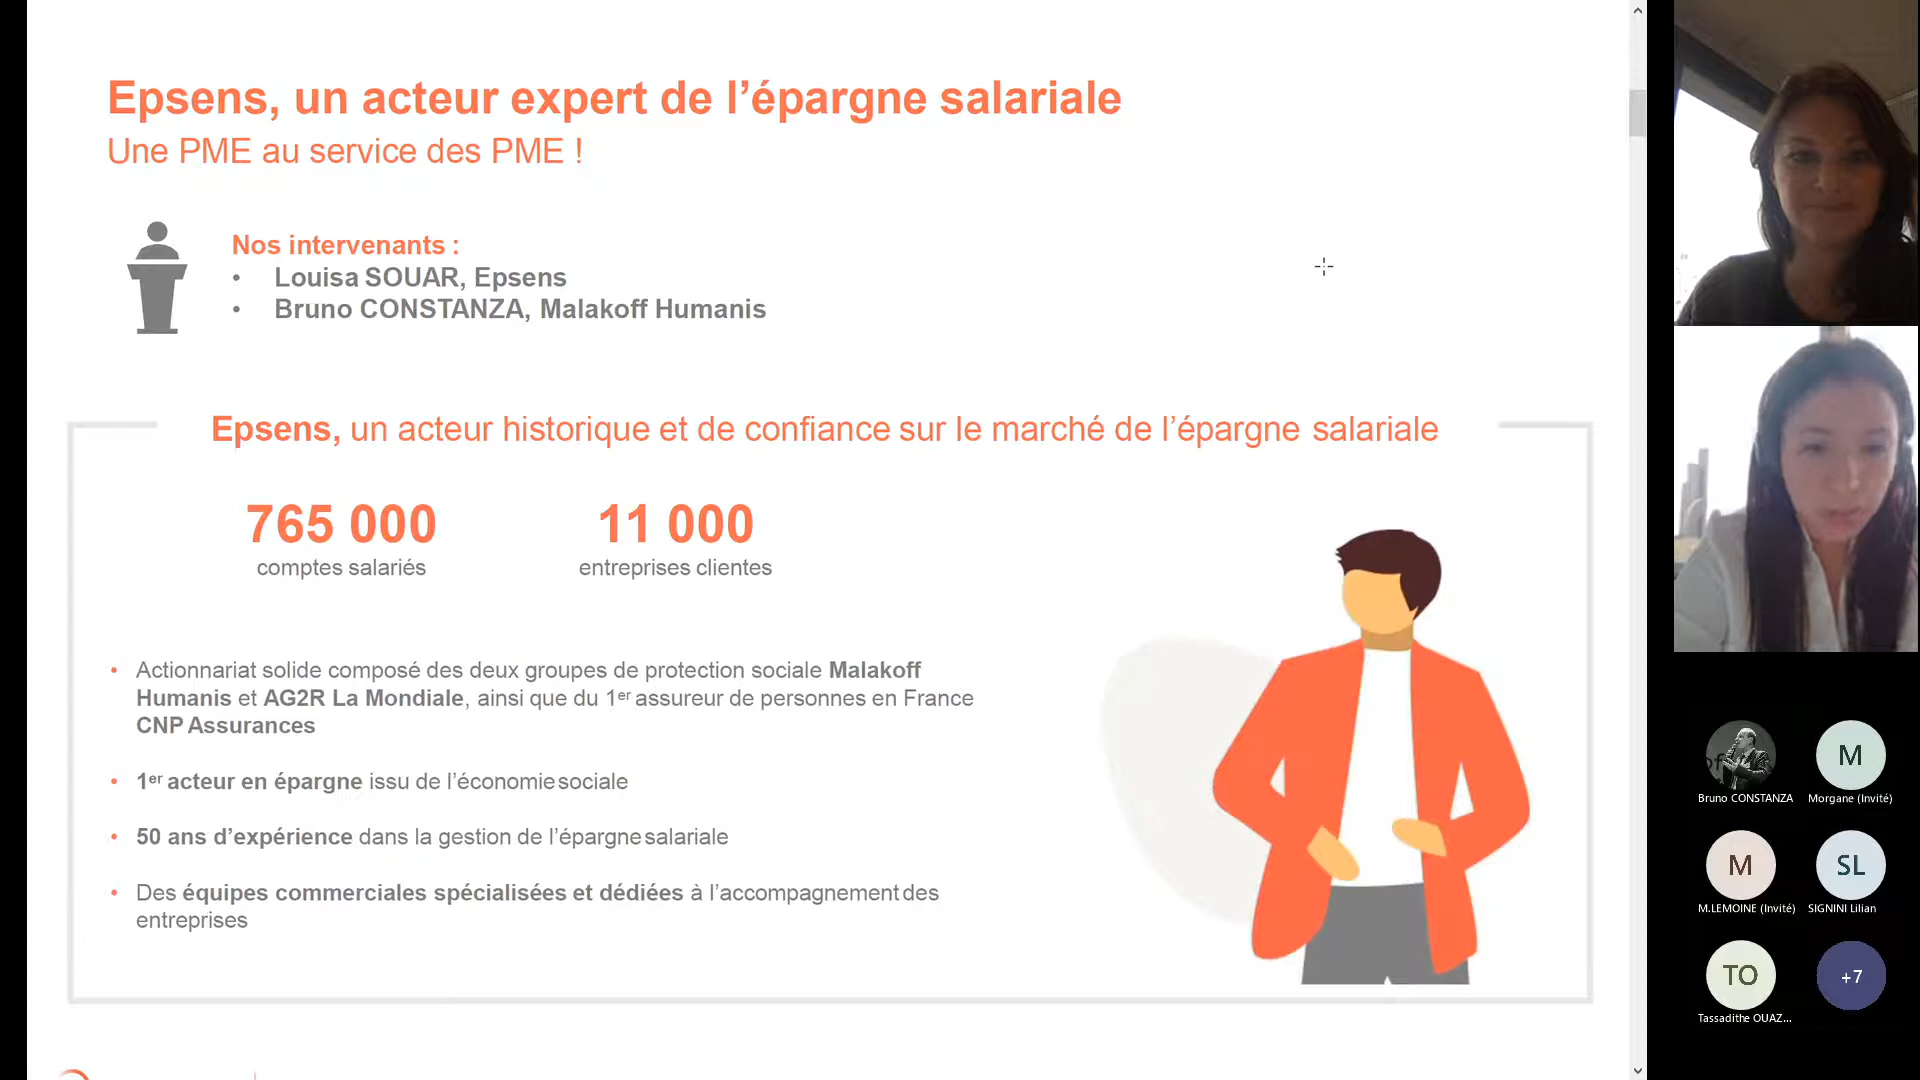 Epsens, un acteur expert de l’épargne salariale
Une PME au service des PME !
Nos intervenants :
• Louisa SOUAR, Epsens
• Bruno CONSTANZA, Malakoff Humanis
Epsens, un acteur historique et de confiance sur le marché de l’épargne salariale
765 000
comptes salariés
11 000
entreprises clientes
• Actionnariat solide composé des deux groupes de protection sociale Malakoff
Humanis et AG2R La Mondiale, ainsi que du 1er assureur de personnes en France
CNP Assurances
• 1er acteur en épargne issu de l’économie sociale
• 50 ans d’expérience dans la gestion de l’épargne salariale
• Des équipes commerciales spécialisées et dédiées à l’accompagnement des
entreprises
Bruno CONSTANZA
M
Morgane (Invité)
M
M.LEMOINE (Invité)
SL
SIGNINI Lilian
TO
Tassadithe OUAZ...
+7